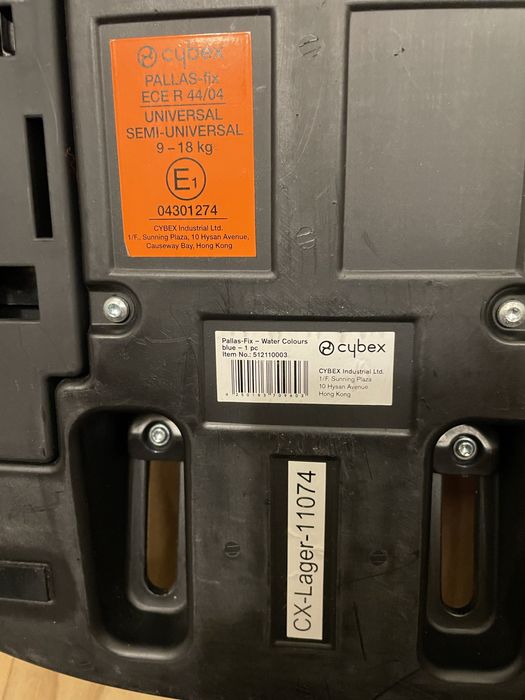 cybex
PALLAS-fix
ECE R 44/04
UNIVERSAL
SEMI-UNIVERSAL
9 – 18 kg
E1
04301274
CYBEX Industrial Ltd.
1/F., Sunning Plaza, 10 Hysan Avenue,
Causeway Bay, Hong Kong
Pallas-Fix – Water Colours
blue – 1 pc
Item No.: 512110003
cybex
CYBEX Industrial Ltd.
1/F. Sunning Plaza
10 Hysan Avenue
Hong Kong
CX-Lager-11074